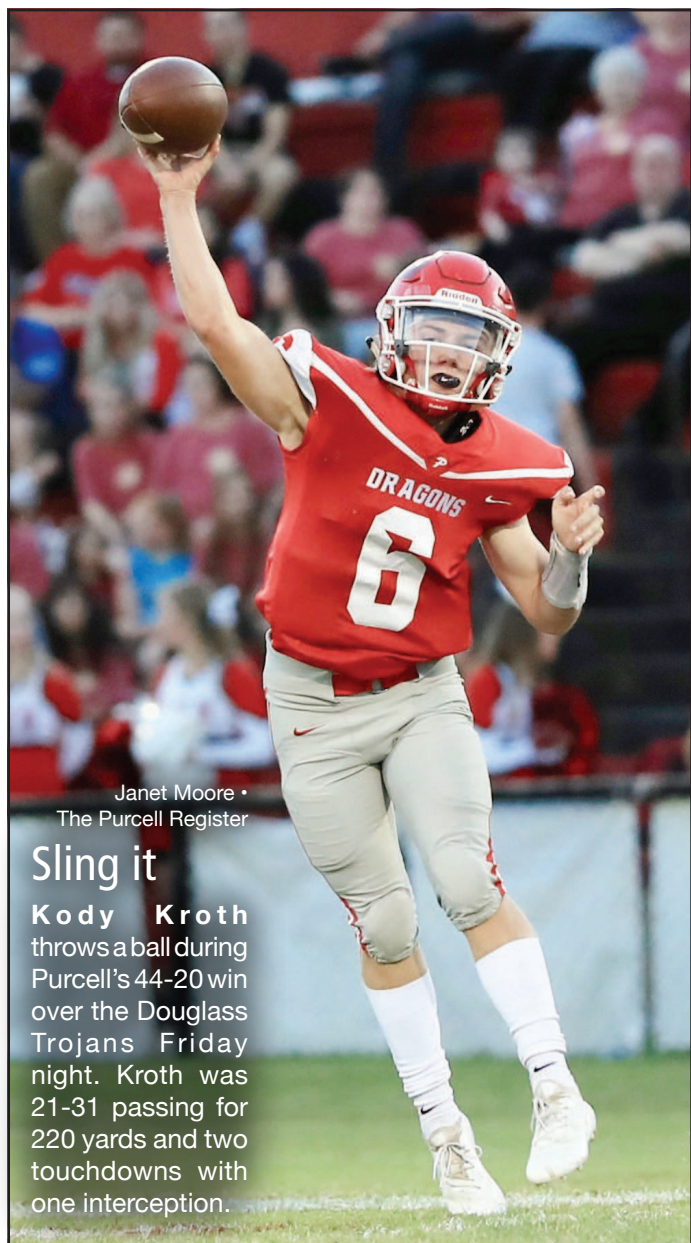 Riddell
P
DRAGONS
6
Janet Moore •
The Purcell Register
Sling it
Kody Kroth
throws a ball during
Purcell's 44-20 win
over the Douglass
Trojans Friday
night. Kroth was
21-31 passing for
220 yards and two
touchdowns with
one interception.